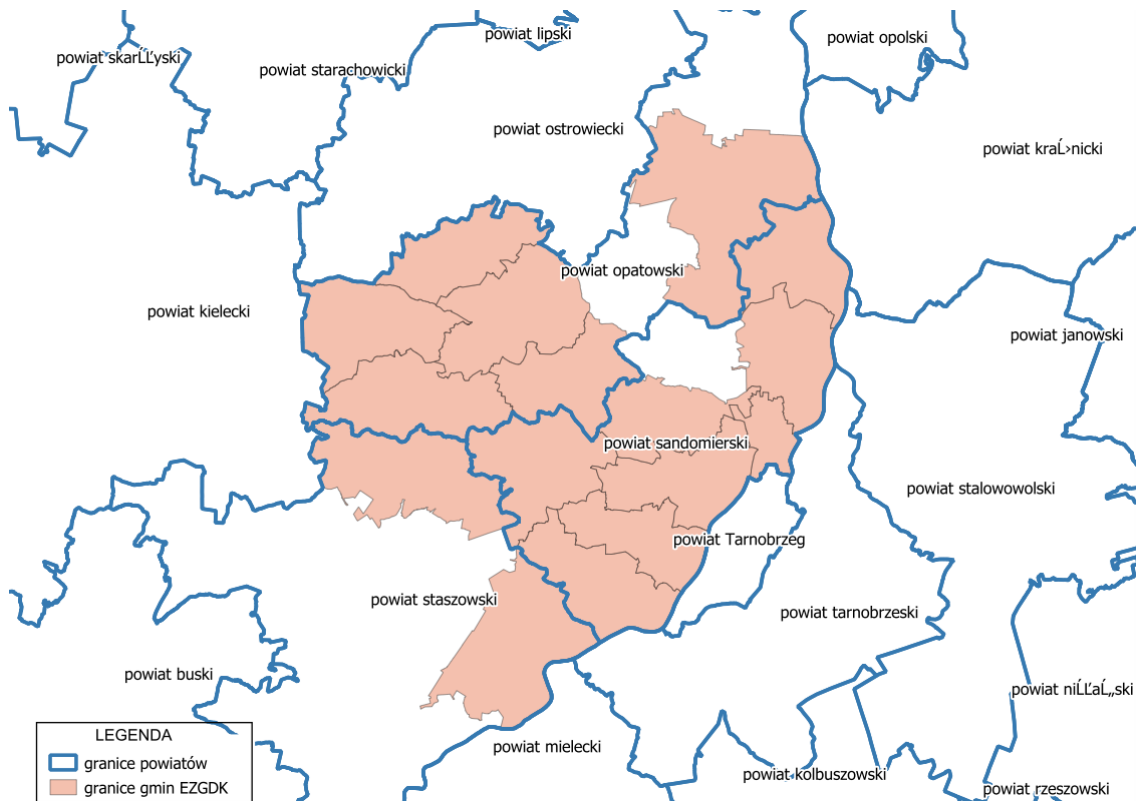 powiat lipski
powiat opolski
powiat skarĹĽyski
powiat starachowicki
powiat ostrowiecki
powiat kraĹ›nicki
powiat opatowski
powiat kielecki
powiat janowski
powiat sandomierski
powiat stalowowolski
powiat Tarnobrzeg
powiat staszowski
powiat tarnobrzeski
powiat buski
powiat niĹĽaĹ„ski
powiat mielecki
powiat kolbuszowski
powiat rzeszowski
LEGENDA
granice powiatów
granice gmin EZGDK